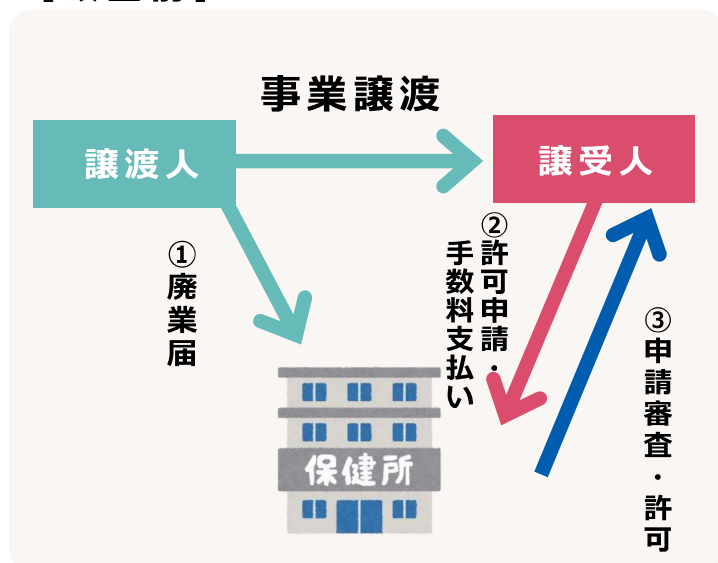 事業譲渡
譲渡人
譲受人
①廃業届
②許可申請・
手数料支払い
③申請審査・許可
保健所